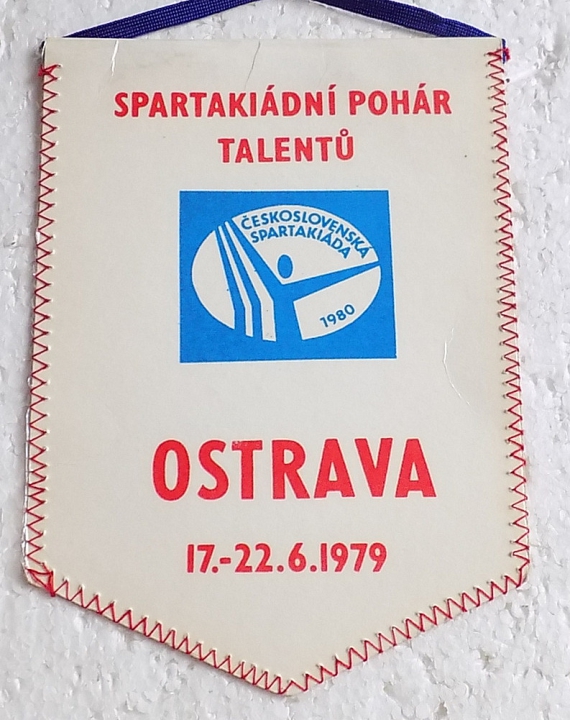 SPARTAKIÁDNÍ POHÁR
TALENTŮ
ČESKOSLOVENSKÁ
SPARTAKIÁDA
1980
OSTRAVA
17.-22.6.1979